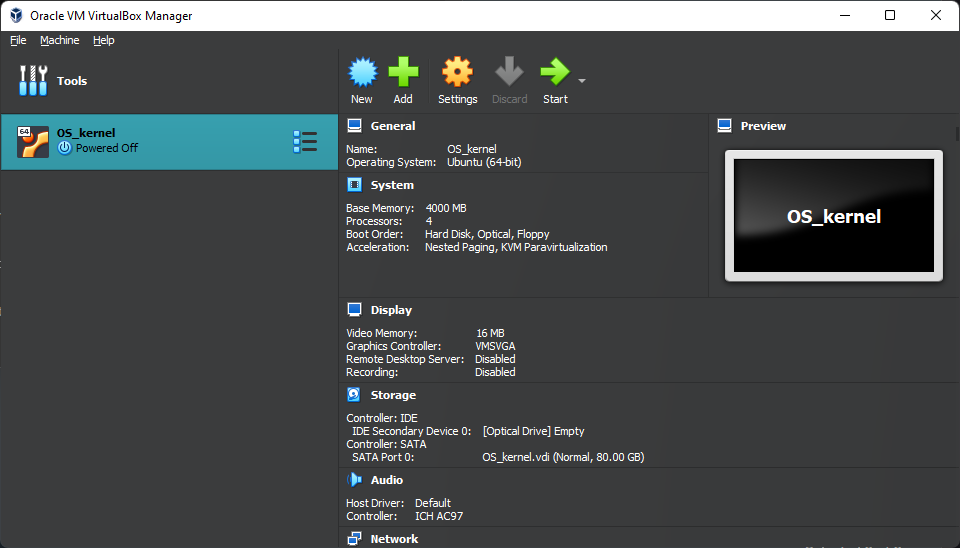 Oracle VM VirtualBox Manager
File Machine Help
Tools
New Add Settings Discard Start
64
OS_kernel
Powered Off
General
Name: OS_kernel
Operating System: Ubuntu (64-bit)
System
Base Memory: 4000 MB
Processors: 4
Boot Order: Hard Disk, Optical, Floppy
Acceleration: Nested Paging, KVM Paravirtualization
Preview
OS_kernel
Display
Video Memory: 16 MB
Graphics Controller: VMSVGA
Remote Desktop Server: Disabled
Recording: Disabled
Storage
Controller: IDE
IDE Secondary Device 0: [Optical Drive] Empty
Controller: SATA
SATA Port 0: OS_kernel.vdi (Normal, 80.00 GB)
Audio
Host Driver: Default
Controller: ICH AC97
Network